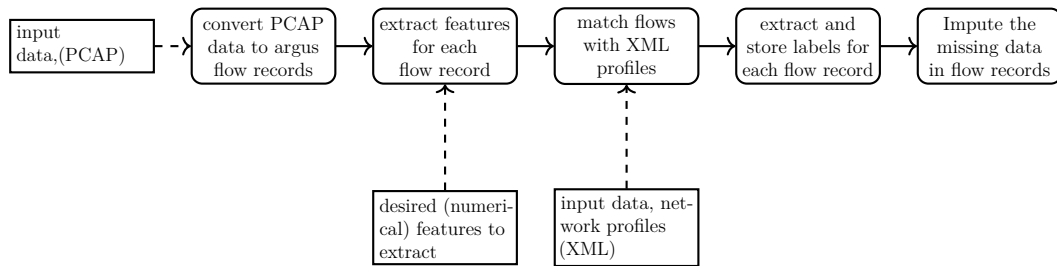 input
data,(PCAP)
convert PCAP
data to argus
flow records
extract features
for each
flow record
match flows
with XML
profiles
extract and
store labels for
each flow record
Impute the
missing data
in flow records
desired (numeri-
cal) features to
extract
input data, net-
work profiles
(XML)